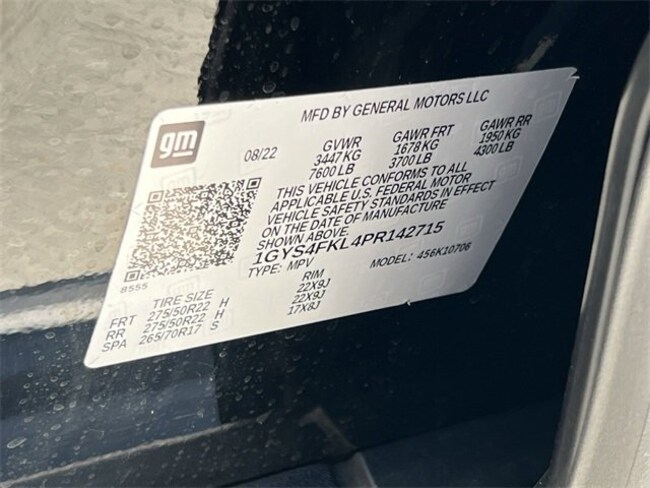 MFD BY GENERAL MOTORS LLC
gm
08/22
GVWR GAWR FRT GAWR RR
3447 KG 1678 KG 1950 KG
7600 LB 3700 LB 4300 LB
THIS VEHICLE CONFORMS TO ALL
APPLICABLE U.S. FEDERAL MOTOR
VEHICLE SAFETY STANDARDS IN EFFECT
ON THE DATE OF MANUFACTURE
SHOWN ABOVE.
1GYS4FKL4PR142715
TYPE: MPV MODEL: 456K10706
8555
TIRE SIZE RIM
FRT 275/50R22 H 22X9J
RR 275/50R22 H 22X9J
SPA 265/70R17 S 17X8J